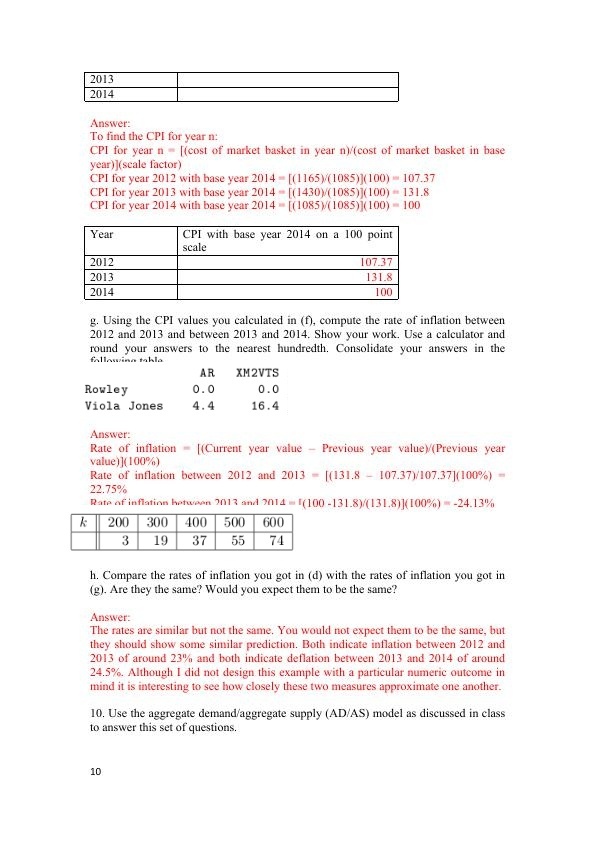 2013
2014
Answer:
To find the CPI for year n:
CPI for year n = [(cost of market basket in year n)/(cost of market basket in base
year)](scale factor)
CPI for year 2012 with base year 2014 = [(1165)/(1085)](100) = 107.37
CPI for year 2013 with base year 2014 = [(1430)/(1085)](100) = 131.8
CPI for year 2014 with base year 2014 = [(1085)/(1085)](100) = 100
Year CPI with base year 2014 on a 100 point
scale
2012 107.37
2013 131.8
2014 100
g. Using the CPI values you calculated in (f), compute the rate of inflation between
2012 and 2013 and between 2013 and 2014. Show your work. Use a calculator and
round your answers to the nearest hundredth. Consolidate your answers in the
following table.
AR XM2VTS
Rowley 0.0 0.0
Viola Jones 4.4 16.4
Answer:
Rate of inflation = [(Current year value – Previous year value)/(Previous year
value)](100%)
Rate of inflation between 2012 and 2013 = [(131.8 – 107.37)/107.37](100%) =
22.75%
Rate of inflation between 2013 and 2014 = [(100 -131.8)/(131.8)](100%) = -24.13%
k 200 300 400 500 600
3 19 37 55 74
h. Compare the rates of inflation you got in (d) with the rates of inflation you got in
(g). Are they the same? Would you expect them to be the same?
Answer:
The rates are similar but not the same. You would not expect them to be the same, but
they should show some similar prediction. Both indicate inflation between 2012 and
2013 of around 23% and both indicate deflation between 2013 and 2014 of around
24.5%. Although I did not design this example with a particular numeric outcome in
mind it is interesting to see how closely these two measures approximate one another.
10. Use the aggregate demand/aggregate supply (AD/AS) model as discussed in class
to answer this set of questions.
10